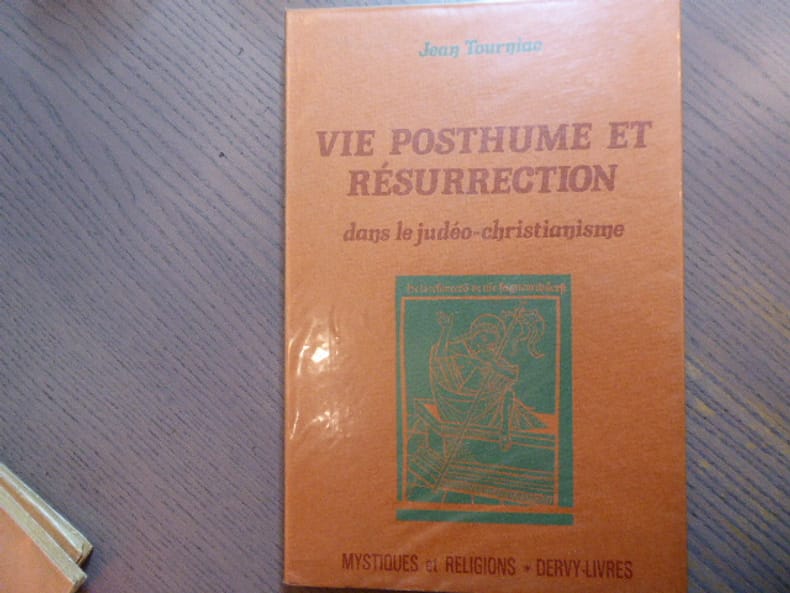 Jean Tourniac
VIE POSTHUME ET
RÉSURRECTION
dans le judéo-christianisme
MYSTIQUES et RELIGIONS * DERVY-LIVRES